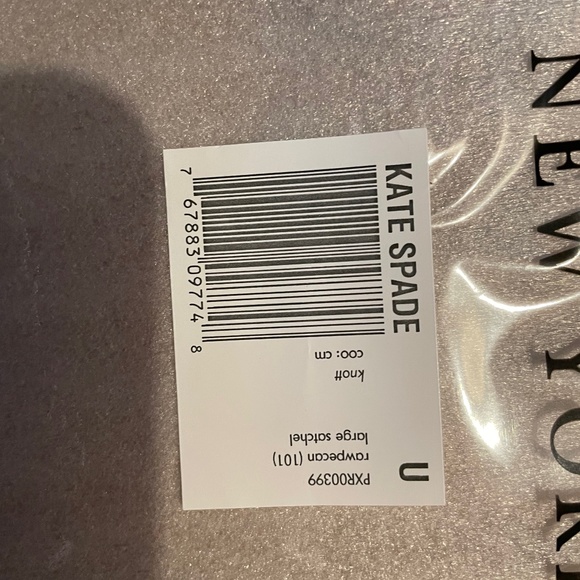 KATE SPADE
7 67883 09774 8
U
PXR00399
rawpecan (101)
large satchel
knott
coo: cm
NEW YORK